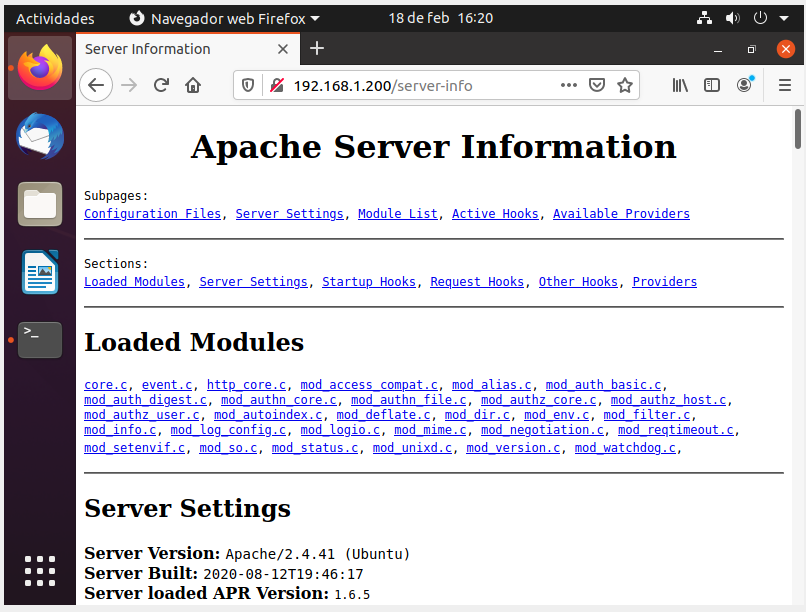 Actividades Navegador web Firefox 18 de feb 16:20
Server Information
192.168.1.200/server-info
Apache Server Information
Subpages:
Configuration Files, Server Settings, Module List, Active Hooks, Available Providers
Sections:
Loaded Modules, Server Settings, Startup Hooks, Request Hooks, Other Hooks, Providers
Loaded Modules
core.c, event.c, http_core.c, mod_access_compat.c, mod_alias.c, mod_auth_basic.c,
mod_auth_digest.c, mod_authn_core.c, mod_authn_file.c, mod_authz_core.c, mod_authz_host.c,
mod_authz_user.c, mod_autoindex.c, mod_deflate.c, mod_dir.c, mod_env.c, mod_filter.c,
mod_info.c, mod_log_config.c, mod_logio.c, mod_mime.c, mod_negotiation.c, mod_reqtimeout.c,
mod_setenvif.c, mod_so.c, mod_status.c, mod_unixd.c, mod_version.c, mod_watchdog.c,
Server Settings
Server Version: Apache/2.4.41 (Ubuntu)
Server Built: 2020-08-12T19:46:17
Server loaded APR Version: 1.6.5